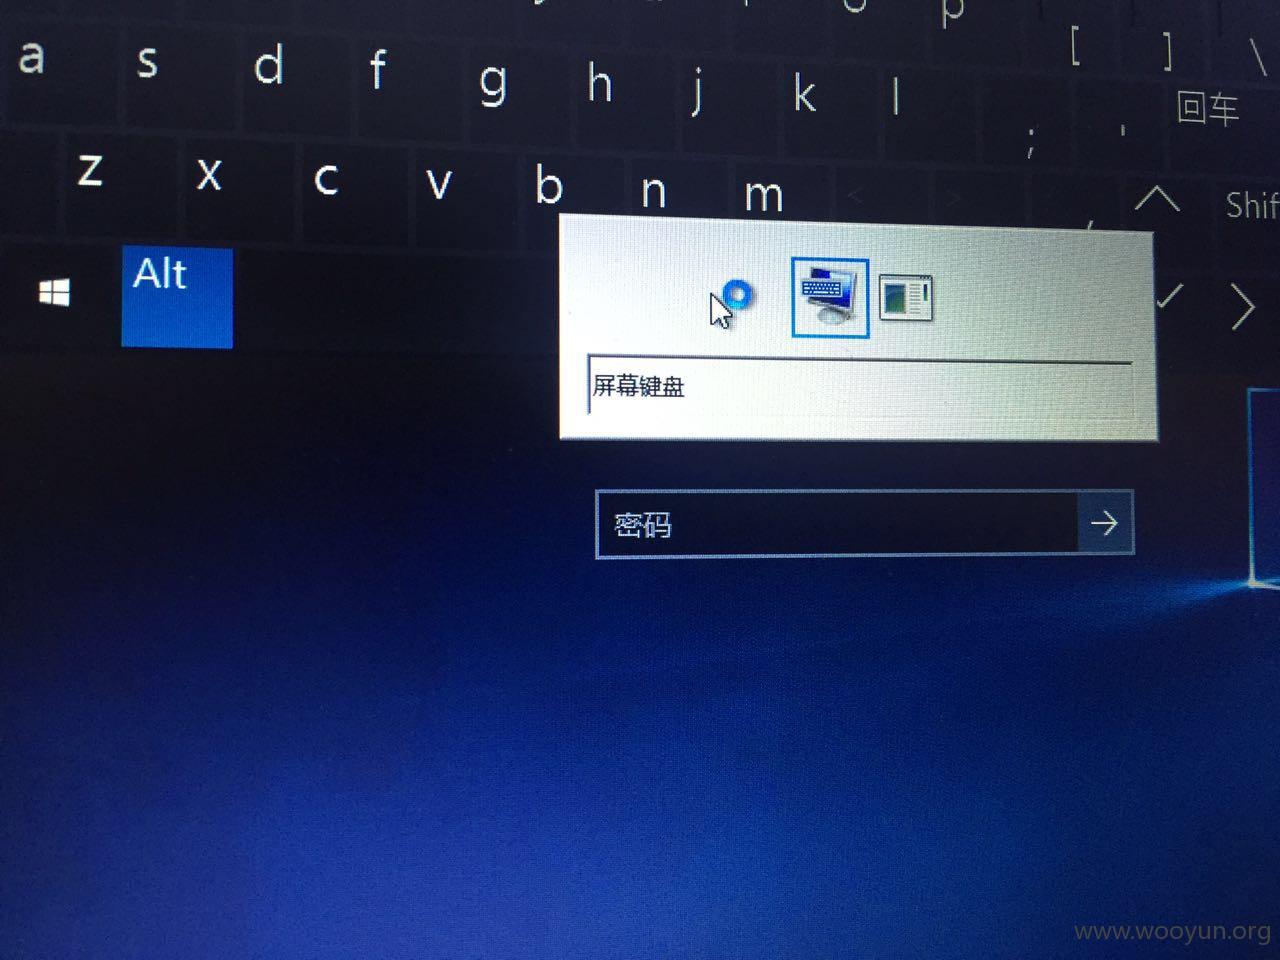 a s d f g h j k l [ ] \
; ' 回车
z x c v b n m < > , Shif
Alt
屏幕键盘
密码
www.wooyun.org